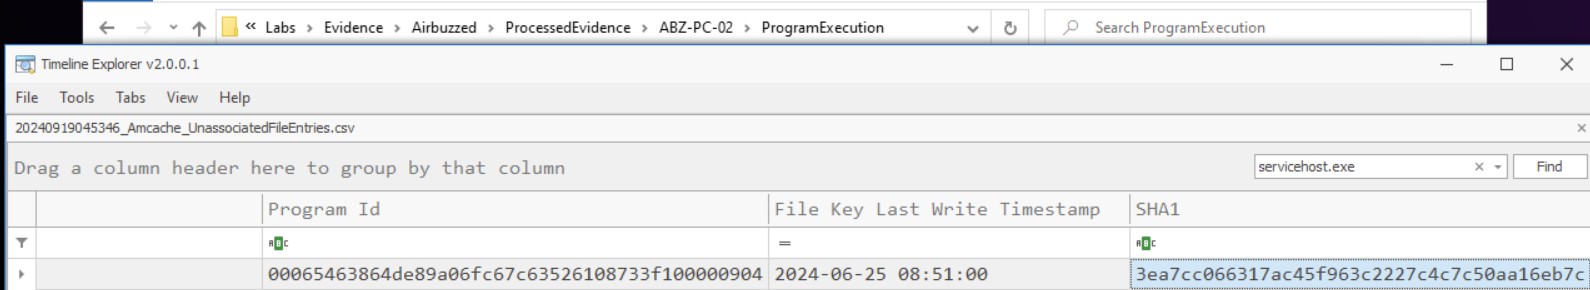 « Labs › Evidence › Airbuzzed › ProcessedEvidence › ABZ-PC-02 › ProgramExecution Search ProgramExecution
Timeline Explorer v2.0.0.1
File Tools Tabs View Help
20240919045346_Amcache_UnassociatedFileEntries.csv
Drag a column header here to group by that column servicehost.exe Find
Program Id File Key Last Write Timestamp SHA1
ABC = ABC
00065463864de89a06fc67c63526108733f100000904 2024-06-25 08:51:00 3ea7cc066317ac45f963c2227c4c7c50aa16eb7c